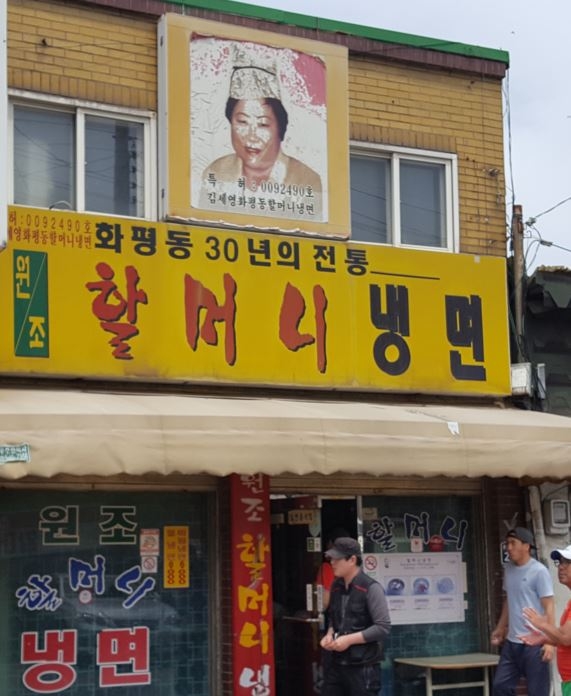 특 허 : 0092490호
김세영화평동할머니냉면
허:0092490호
세영화평동할머니냉면
화평동 30년의 전통
원조
할머니 냉면
원조
할머니
냉면
원조 할머니 냉
할머니